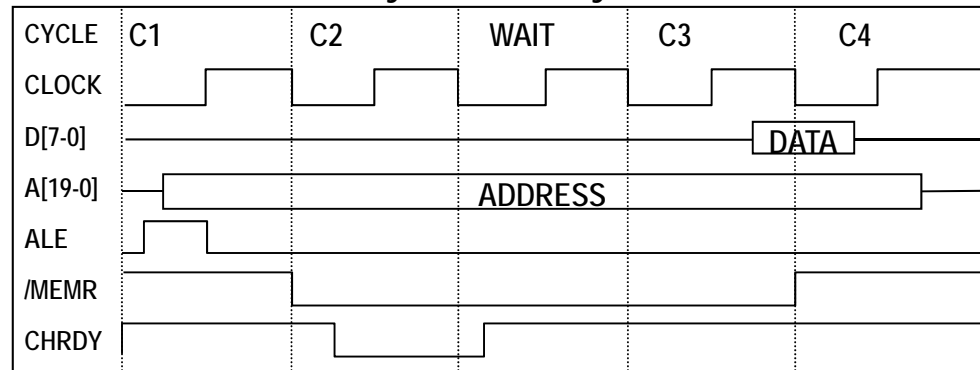 CYCLE C1 C2 WAIT C3 C4
CLOCK
D[7-0] DATA
A[19-0] ADDRESS
ALE
/MEMR
CHRDY